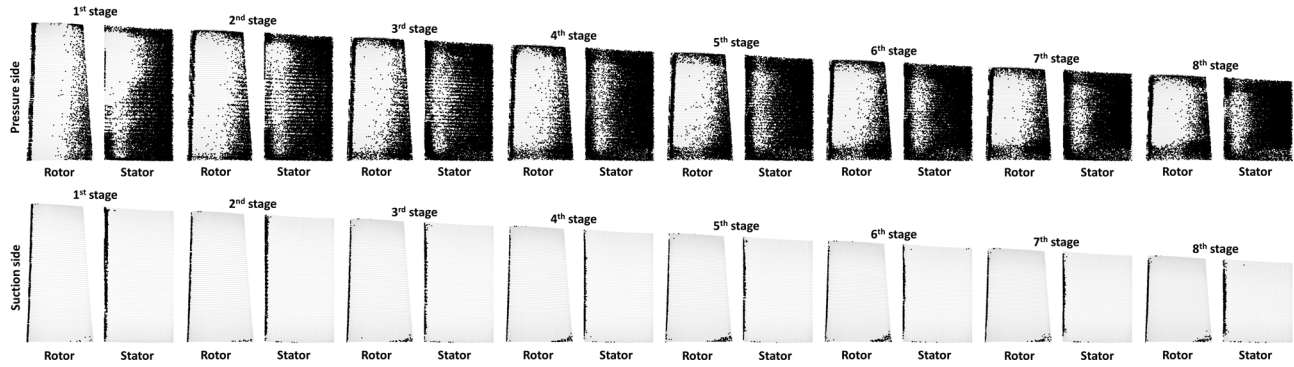 1st stage
2nd stage
3rd stage
4th stage
5th stage
6th stage
7th stage
8th stage
Pressure side
Rotor Stator Rotor Stator Rotor Stator Rotor Stator Rotor Stator Rotor Stator Rotor Stator Rotor Stator
1st stage
2nd stage
3rd stage
4th stage
5th stage
6th stage
7th stage
8th stage
Suction side
Rotor Stator Rotor Stator Rotor Stator Rotor Stator Rotor Stator Rotor Stator Rotor Stator Rotor Stator